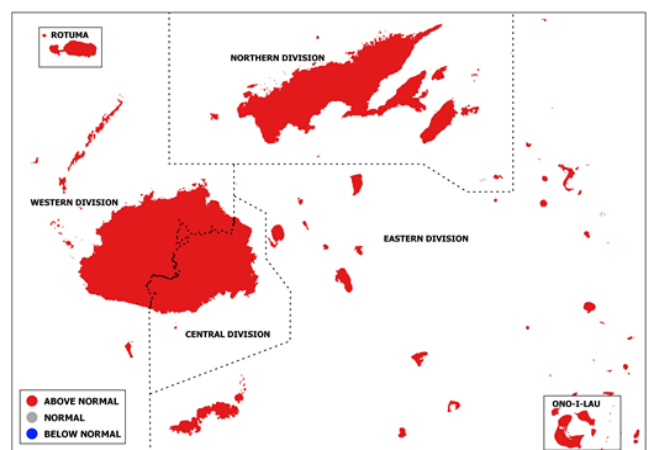 ROTUMA
NORTHERN DIVISION
WESTERN DIVISION
EASTERN DIVISION
CENTRAL DIVISION
ABOVE NORMAL
NORMAL
BELOW NORMAL
ONO-I-LAU